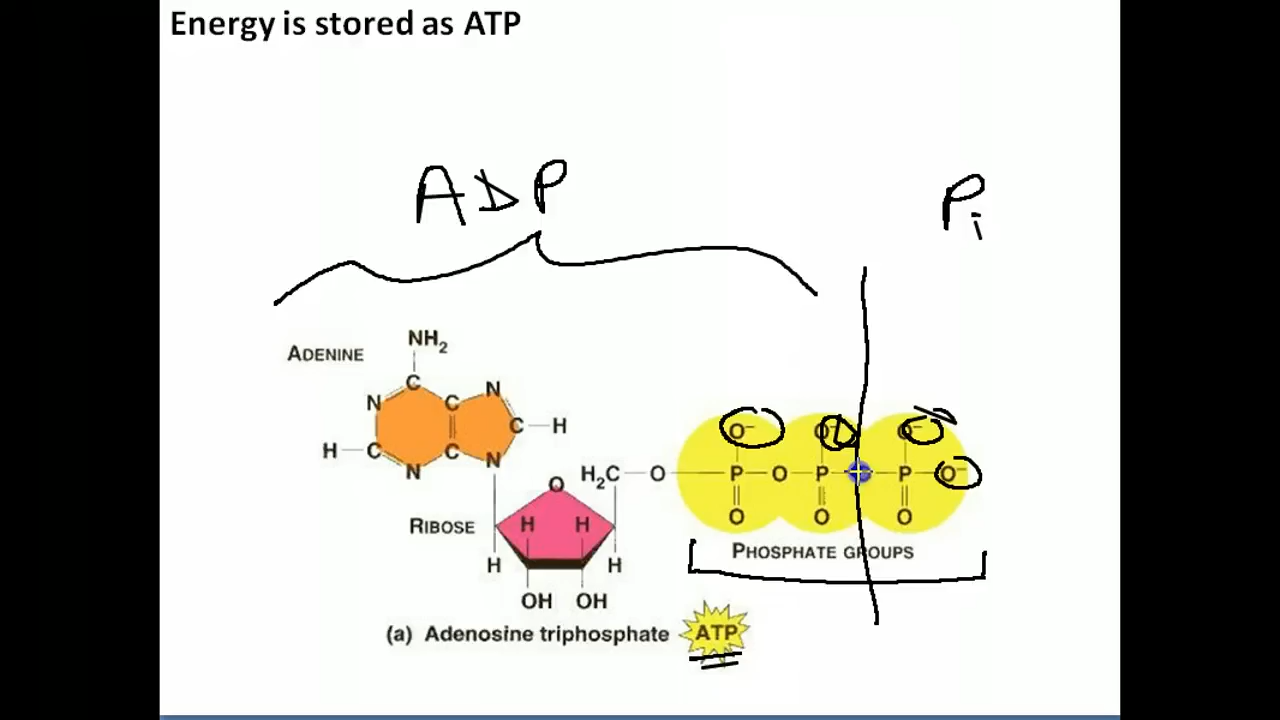 Energy is stored as ATP
ADP
Pi
ADENINE
NH2
C
N
C
N
C
H
H
C
N
C
N
H2C
O
O
RIBOSE
H
H
H
H
OH
OH
O⁻
O⁻
O⁻
P
O
P
P
O⁻
O
O
O
PHOSPHATE GROUPS
(a) Adenosine triphosphate
ATP